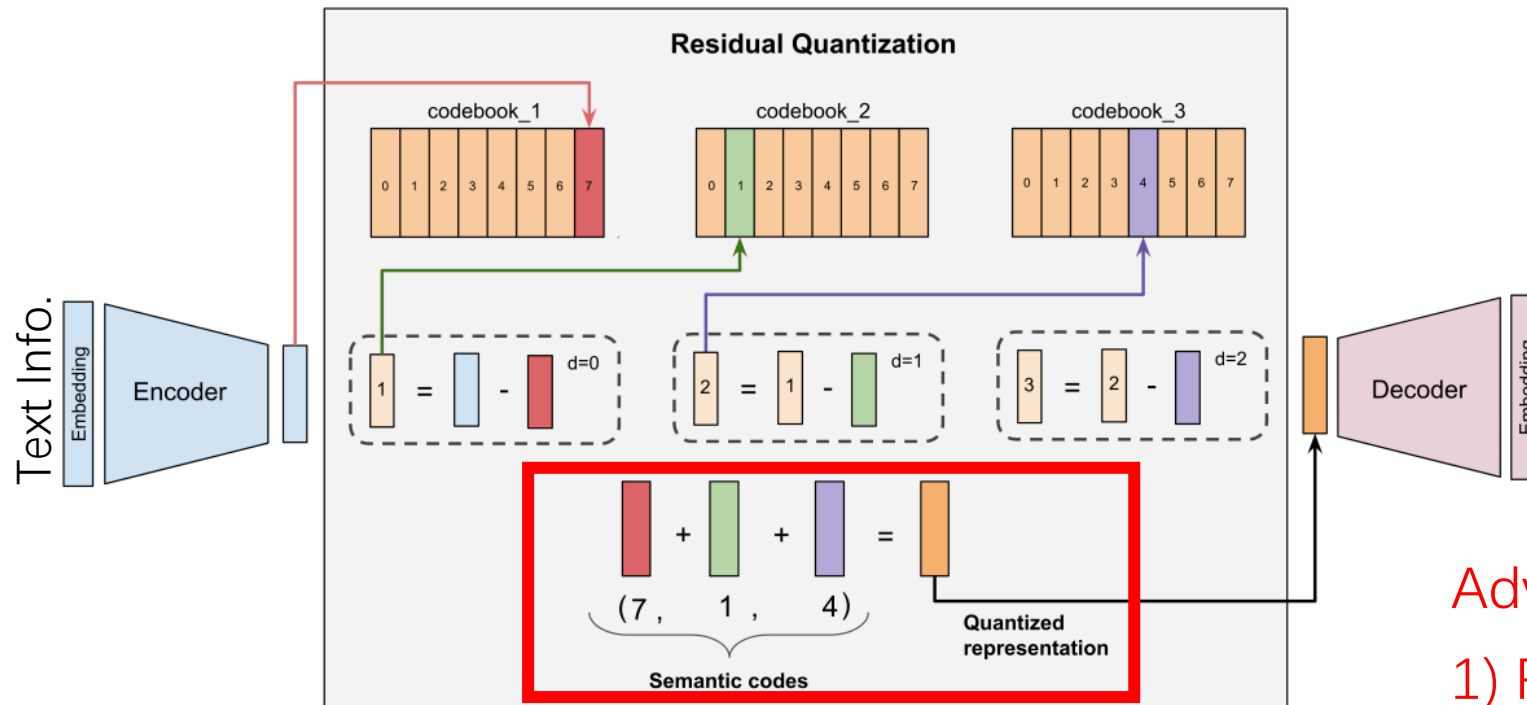 Residual Quantization
codebook_1 codebook_2 codebook_3
0 1 2 3 4 5 6 7 0 1 2 3 4 5 6 7 0 1 2 3 4 5 6 7
Text Info.
Embedding
Encoder
1 = - d=0
2 = 1 - d=1
3 = 2 - d=2
Decoder
Embedding
+ + =
(7 , 1 , 4)
Semantic codes
Quantized
representation
1)